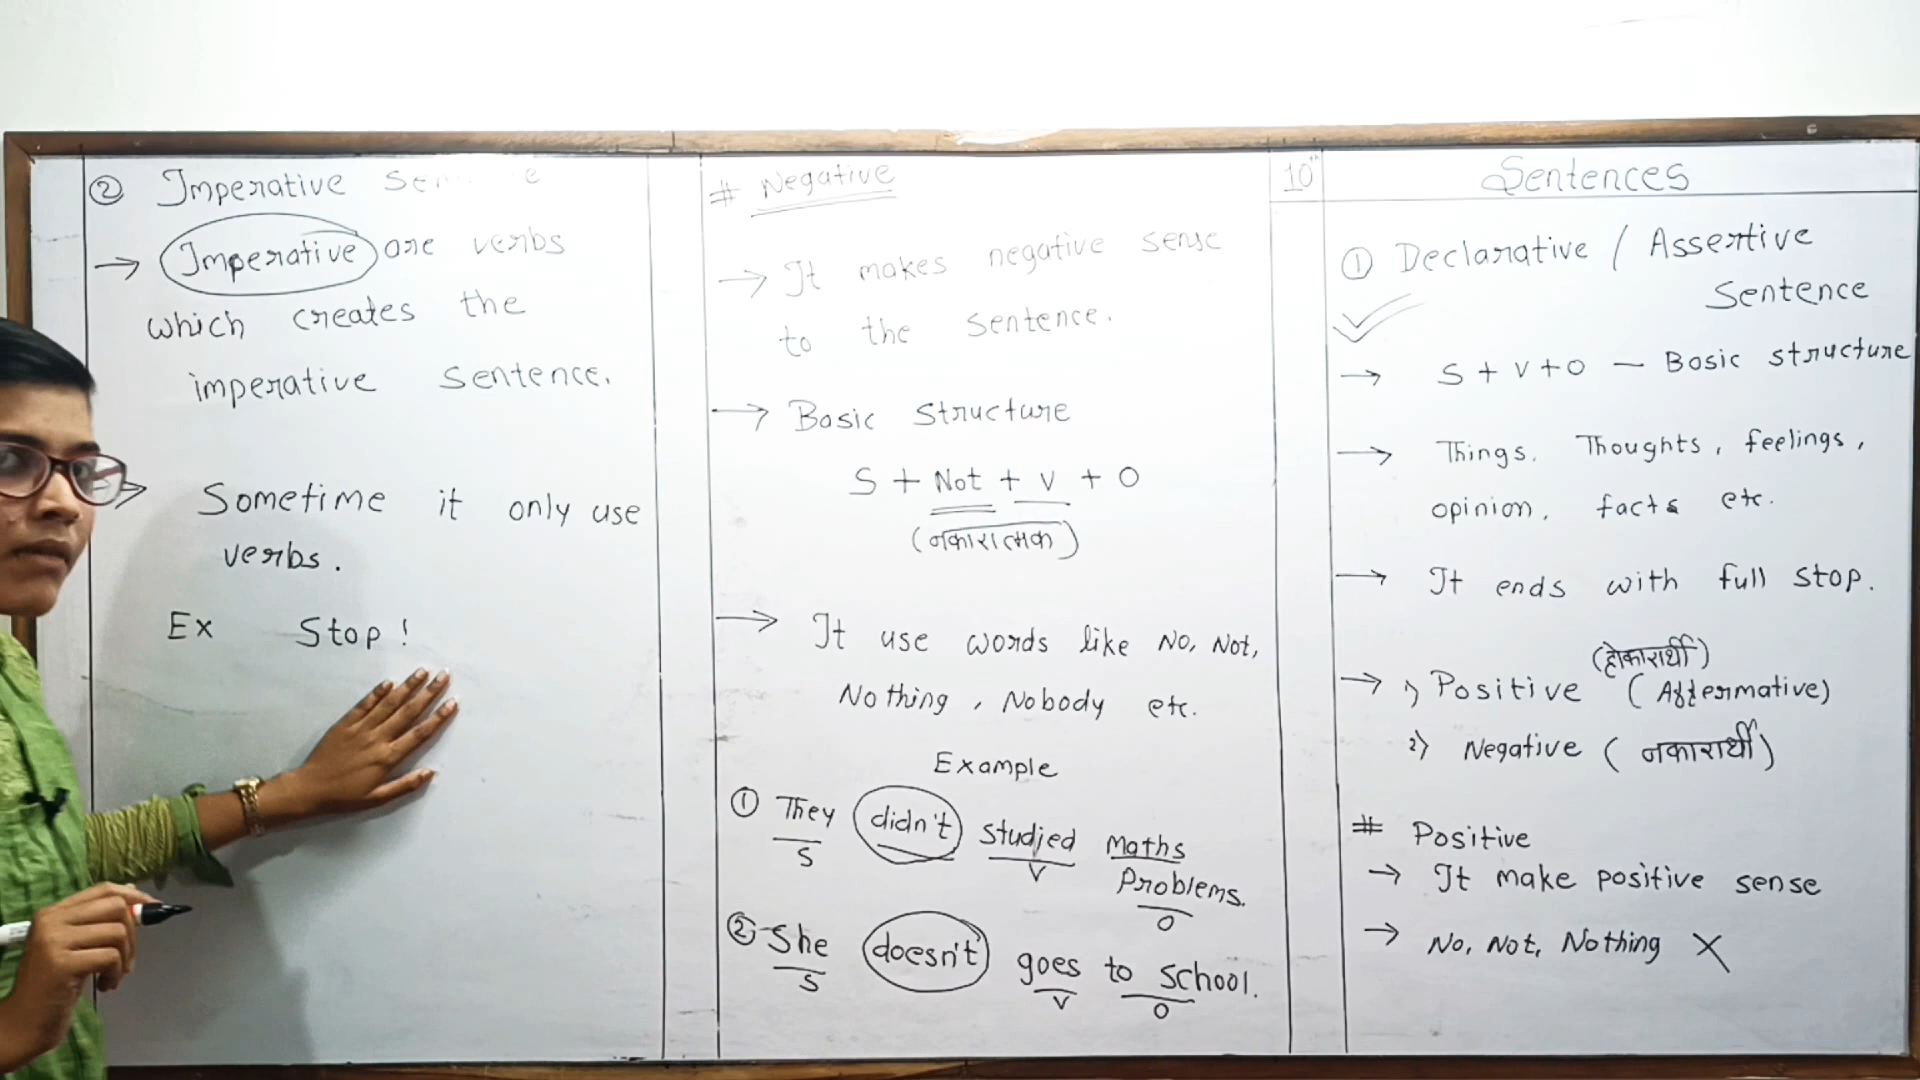 ② Imperative
→ Imperative are verbs
which creates the
imperative sentence.
→ Sometime it only use
verbs.
Ex Stop!
# Negative
→ It makes negative sense
to the sentence.
→ Basic structure
S + Not + V + O
(नकारात्मक)
→ It use words like No, Not,
Nothing, Nobody etc.
Example
① They didn't studied Maths
S V
Problems.
O
② She doesn't goes to school.
S V O
10th Sentences
① Declarative / Assertive
Sentence
→ S + V + O — Basic structure
→ Things, Thoughts, feelings,
opinion, facts etc.
→ It ends with full stop.
(होकारार्थी)
→ 1) Positive (Affermative)
2) Negative (नकारार्थी)
# Positive
→ It make positive sense
→ No, Not, Nothing X